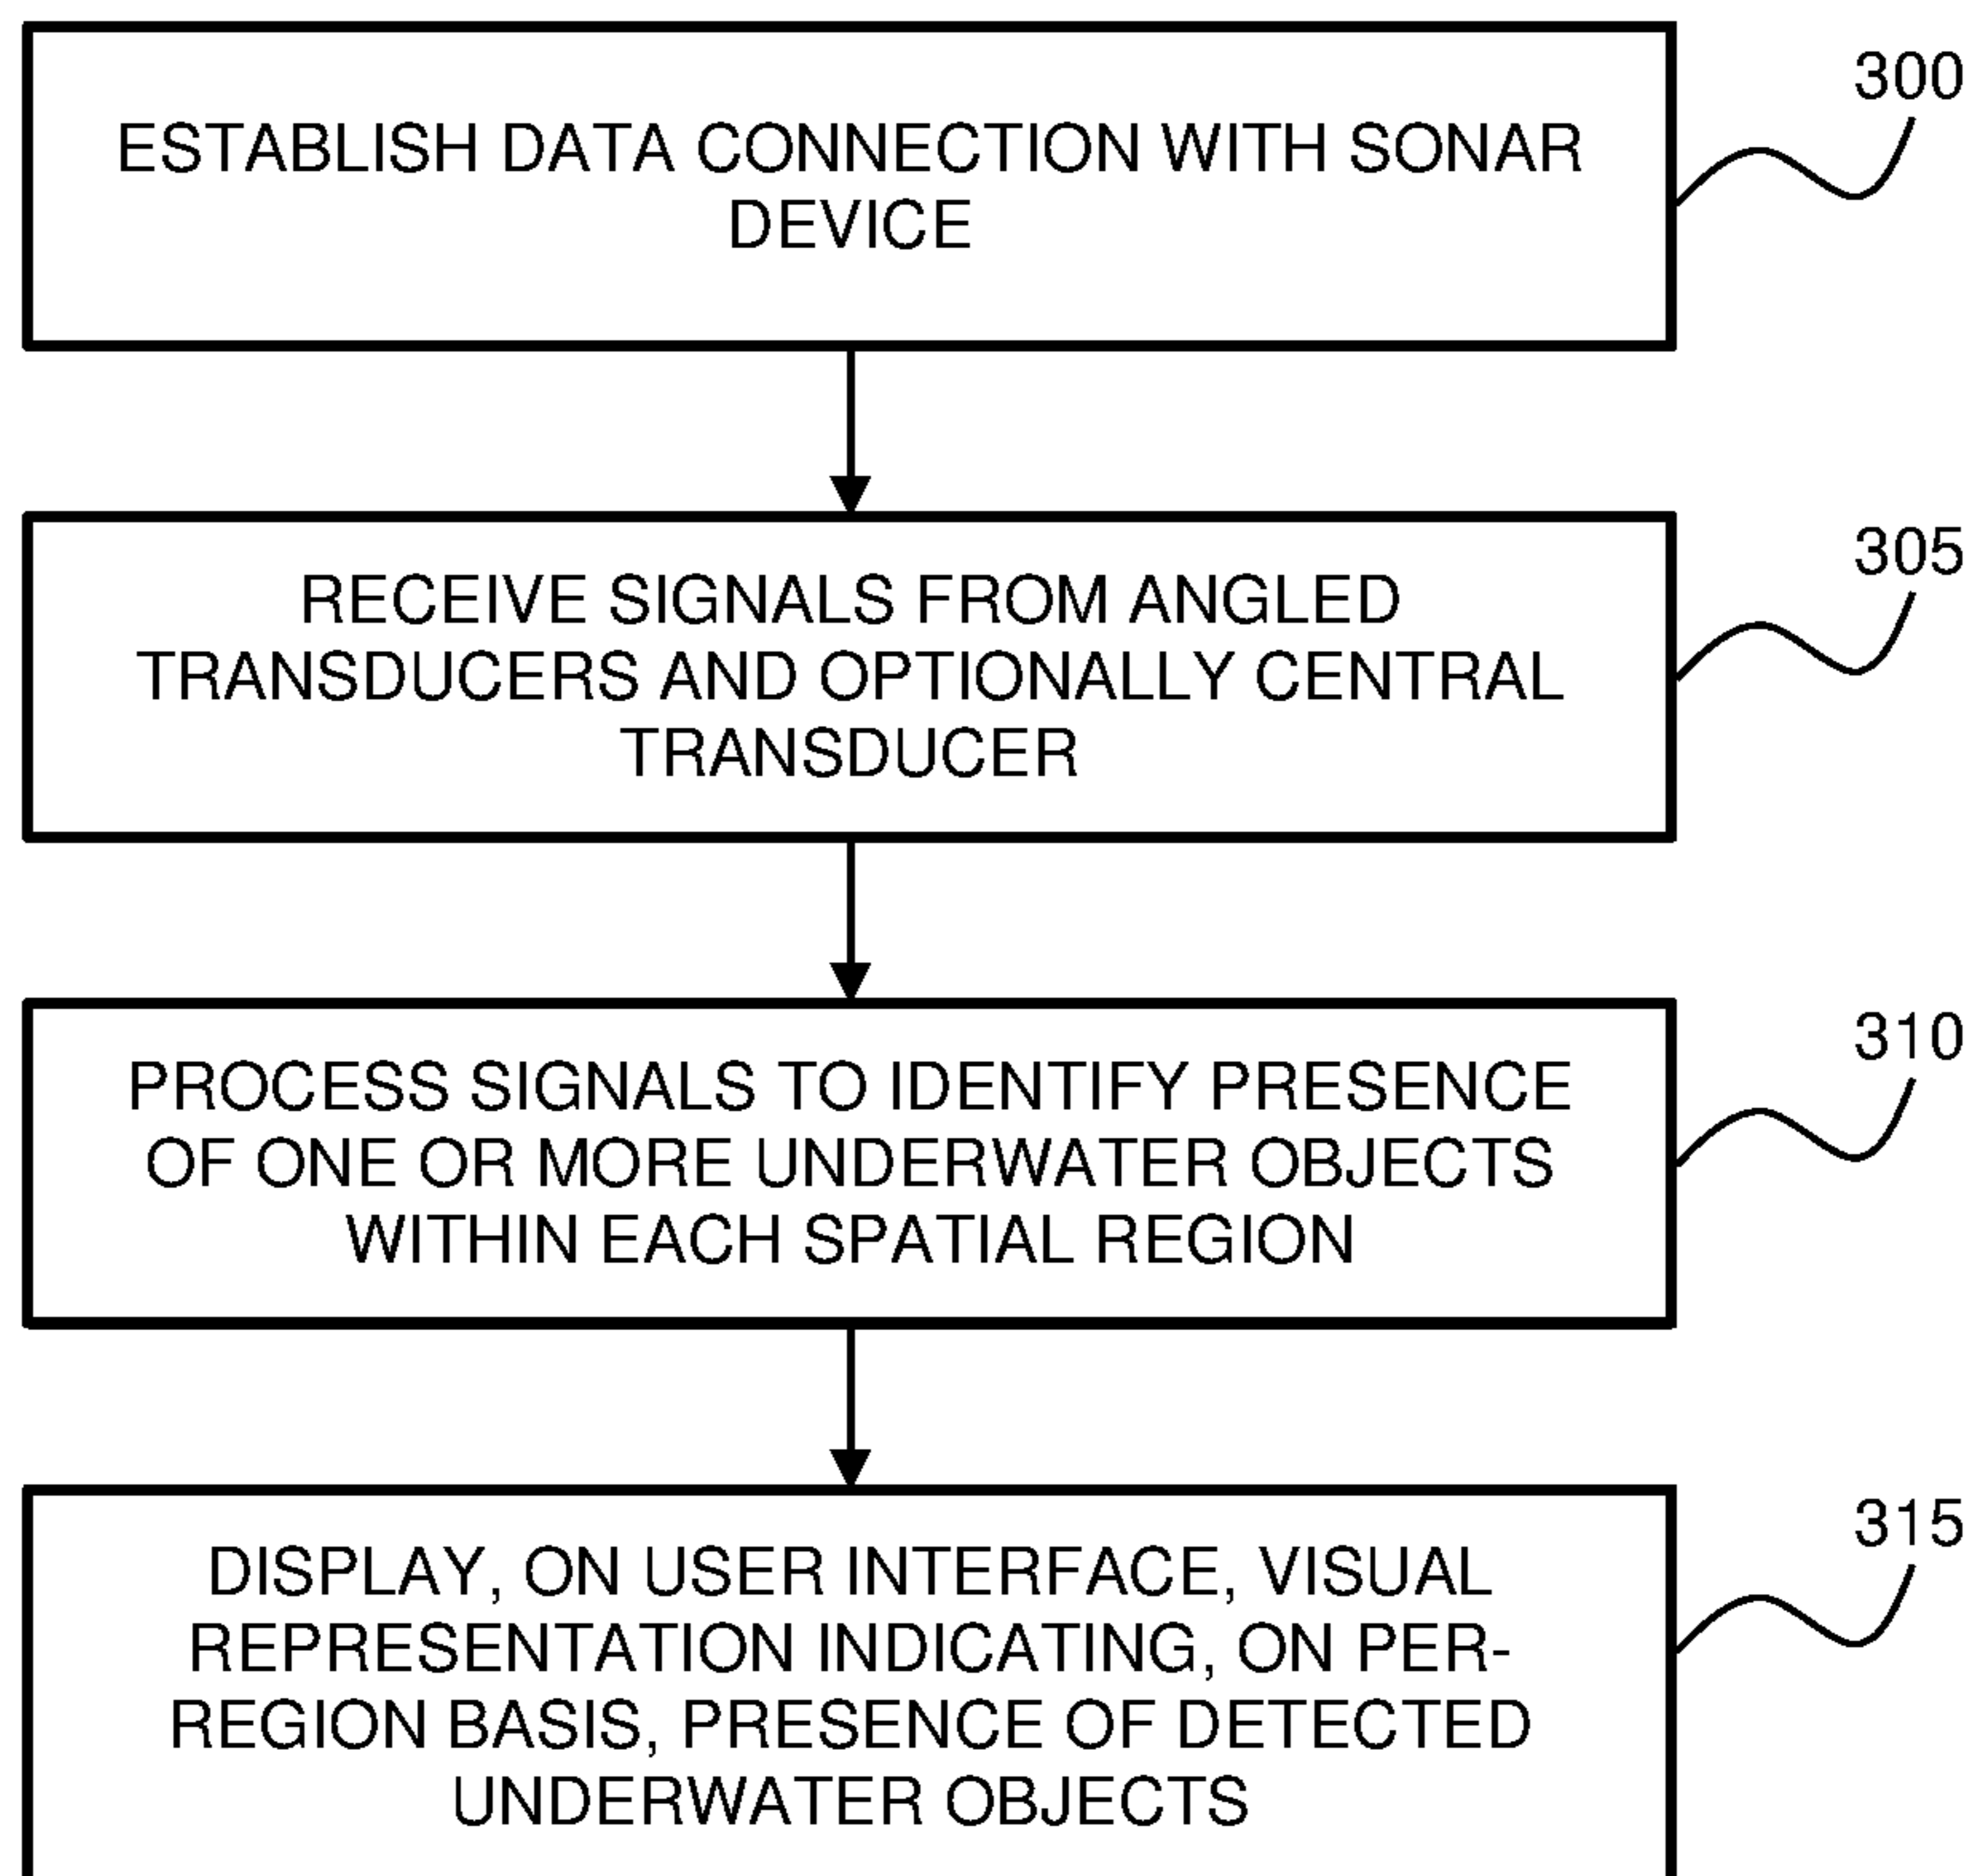 300
ESTABLISH DATA CONNECTION WITH SONAR
DEVICE
305
RECEIVE SIGNALS FROM ANGLED
TRANSDUCERS AND OPTIONALLY CENTRAL
TRANSDUCER
310
PROCESS SIGNALS TO IDENTIFY PRESENCE
OF ONE OR MORE UNDERWATER OBJECTS
WITHIN EACH SPATIAL REGION
315
DISPLAY, ON USER INTERFACE, VISUAL
REPRESENTATION INDICATING, ON PER-
REGION BASIS, PRESENCE OF DETECTED
UNDERWATER OBJECTS